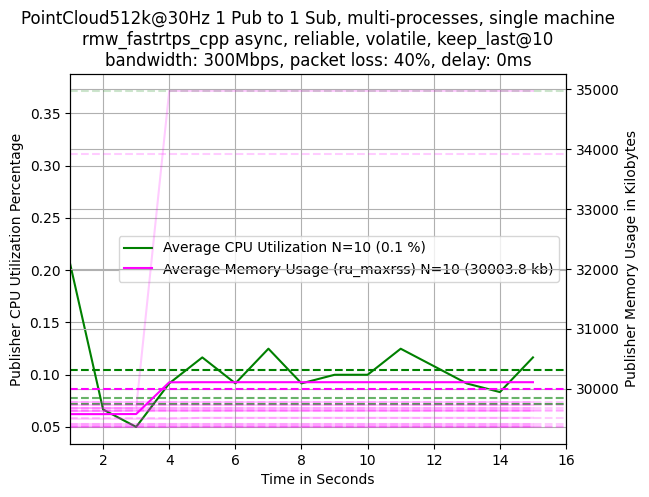 PointCloud512k@30Hz 1 Pub to 1 Sub, multi-processes, single machine
rmw_fastrtps_cpp async, reliable, volatile, keep_last@10
bandwidth: 300Mbps, packet loss: 40%, delay: 0ms
Publisher CPU Utilization Percentage
0.35
0.30
0.25
0.20
0.15
0.10
0.05
Average CPU Utilization N=10 (0.1 %)
Average Memory Usage (ru_maxrss) N=10 (30003.8 kb)
35000
34000
33000
32000
31000
30000
Publisher Memory Usage in Kilobytes
2 4 6 8 10 12 14 16
Time in Seconds